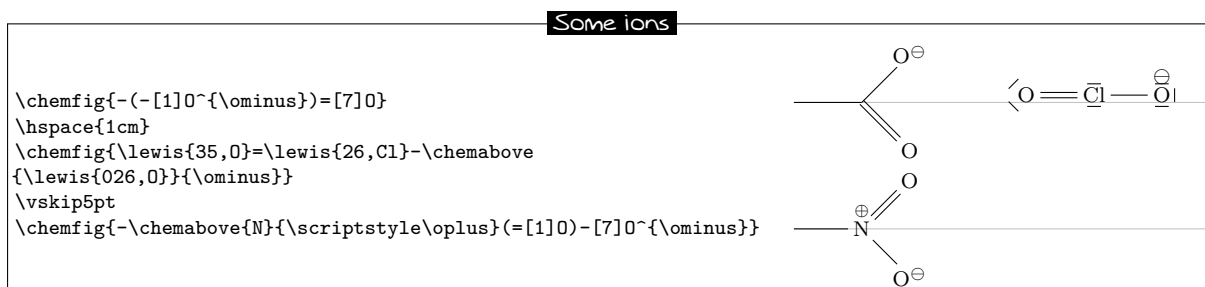 Some ions
\chemfig{-(-[1]O^{\ominus})=[7]O}
\hspace{1cm}
\chemfig{\lewis{35,O}=\lewis{26,Cl}-\chemabove
{\lewis{026,O}}{\ominus}}
\vskip5pt
\chemfig{-\chemabove{N}{\scriptstyle\oplus}(=[1]O)-[7]O^{\ominus}}
O⊖
O
O Cl O ⊖
O
⊕
N
O⊖